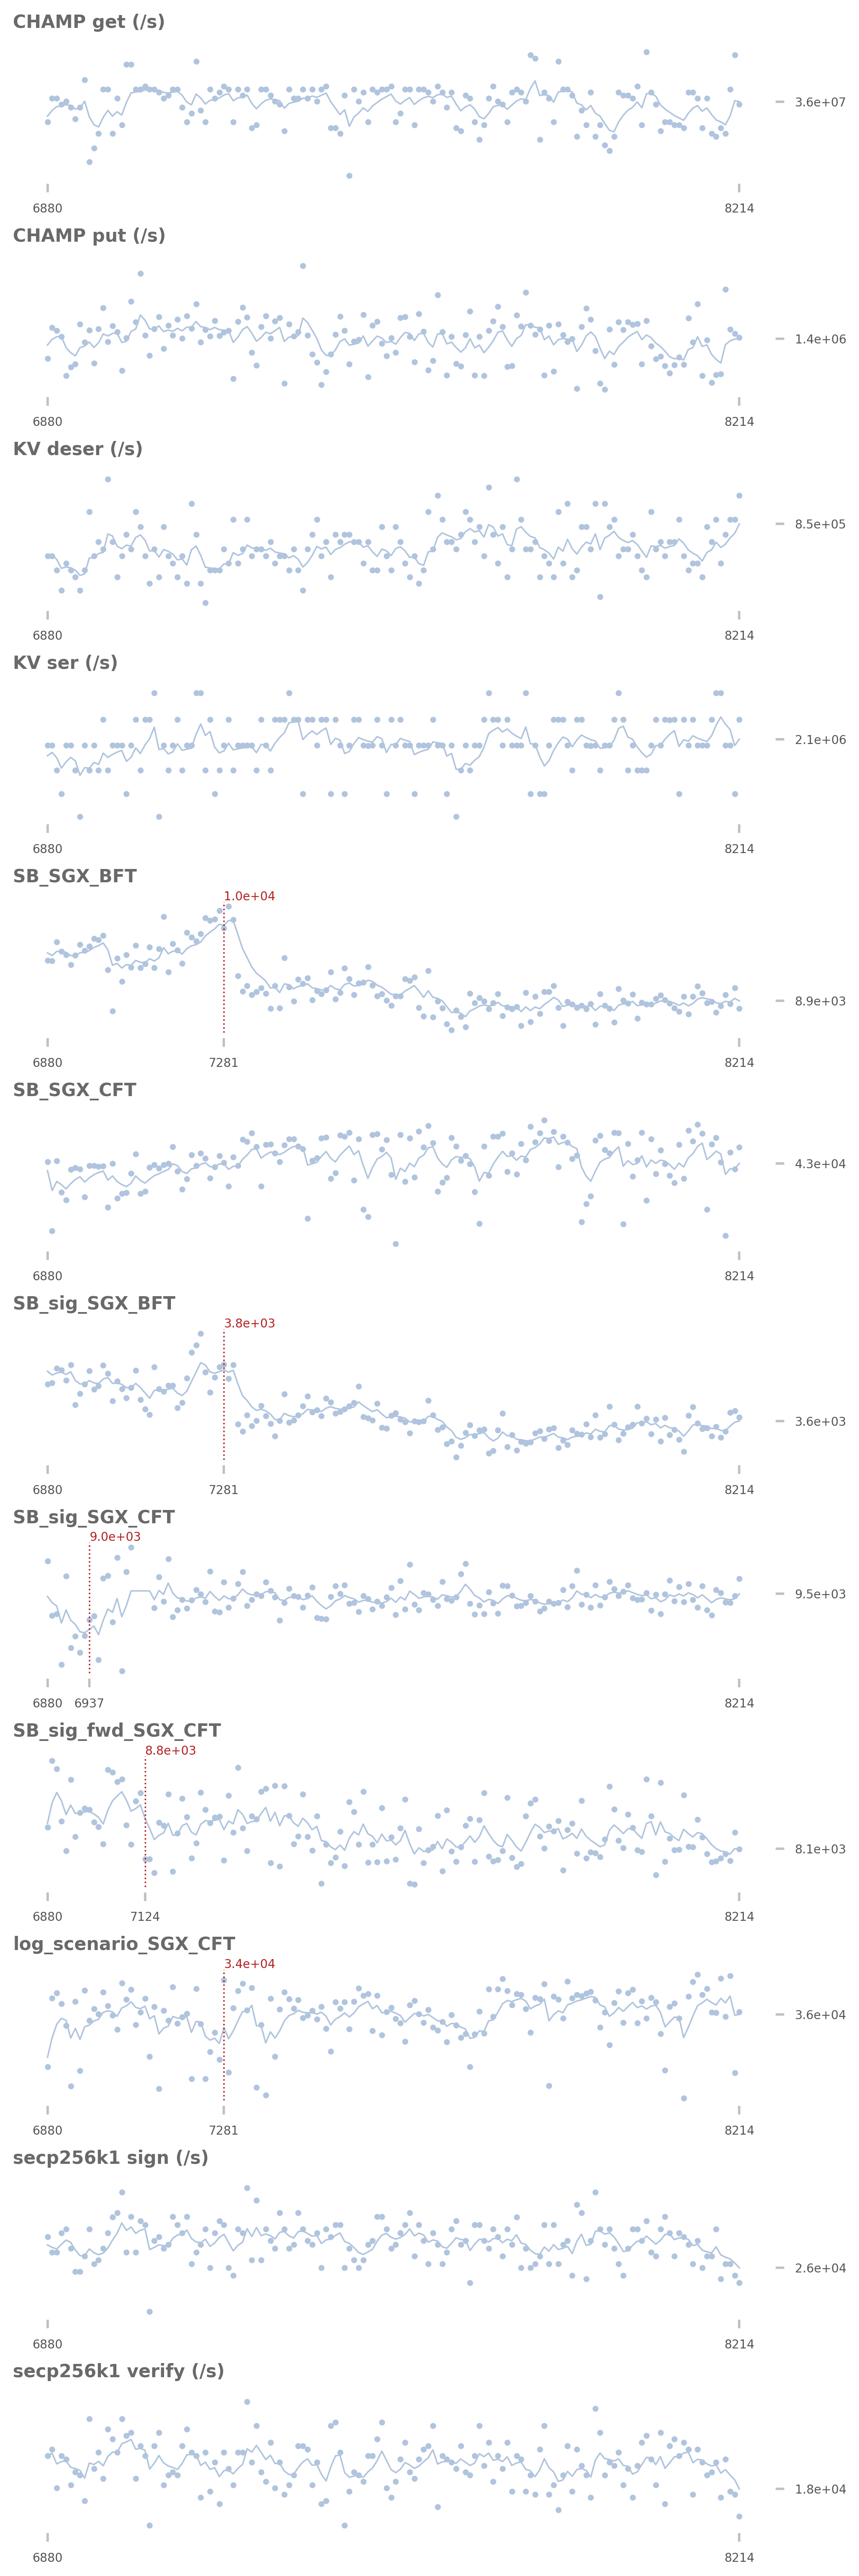 CHAMP get (/s)
3.6e+07
6880 8214
CHAMP put (/s)
1.4e+06
6880 8214
KV deser (/s)
8.5e+05
6880 8214
KV ser (/s)
2.1e+06
6880 8214
SB_SGX_BFT
1.0e+04
8.9e+03
6880 7281 8214
SB_SGX_CFT
4.3e+04
6880 8214
SB_sig_SGX_BFT
3.8e+03
3.6e+03
6880 7281 8214
SB_sig_SGX_CFT
9.0e+03
9.5e+03
6880 6937 8214
SB_sig_fwd_SGX_CFT
8.8e+03
8.1e+03
6880 7124 8214
log_scenario_SGX_CFT
3.4e+04
3.6e+04
6880 7281 8214
secp256k1 sign (/s)
2.6e+04
6880 8214
secp256k1 verify (/s)
1.8e+04
6880 8214